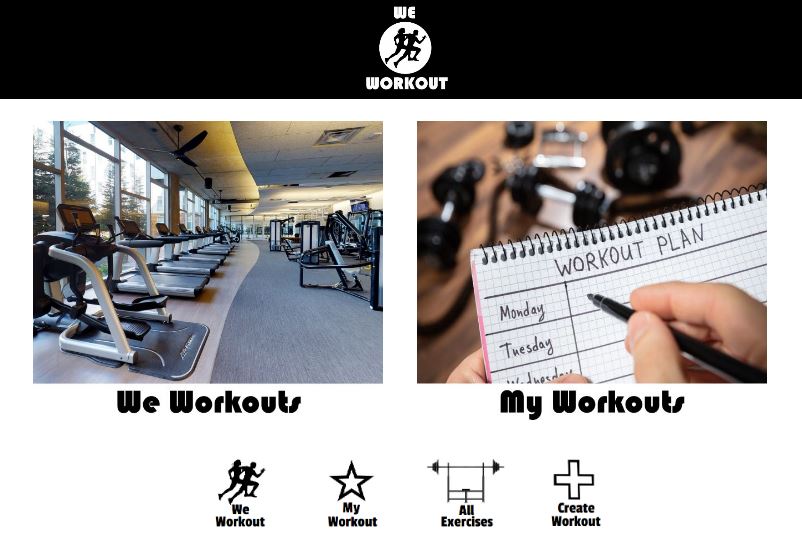 WE
WORKOUT
WORKOUT PLAN
Monday
Tuesday
Wednesday
We Workouts
My Workouts
We
Workout
My
Workout
All
Exercises
Create
Workout